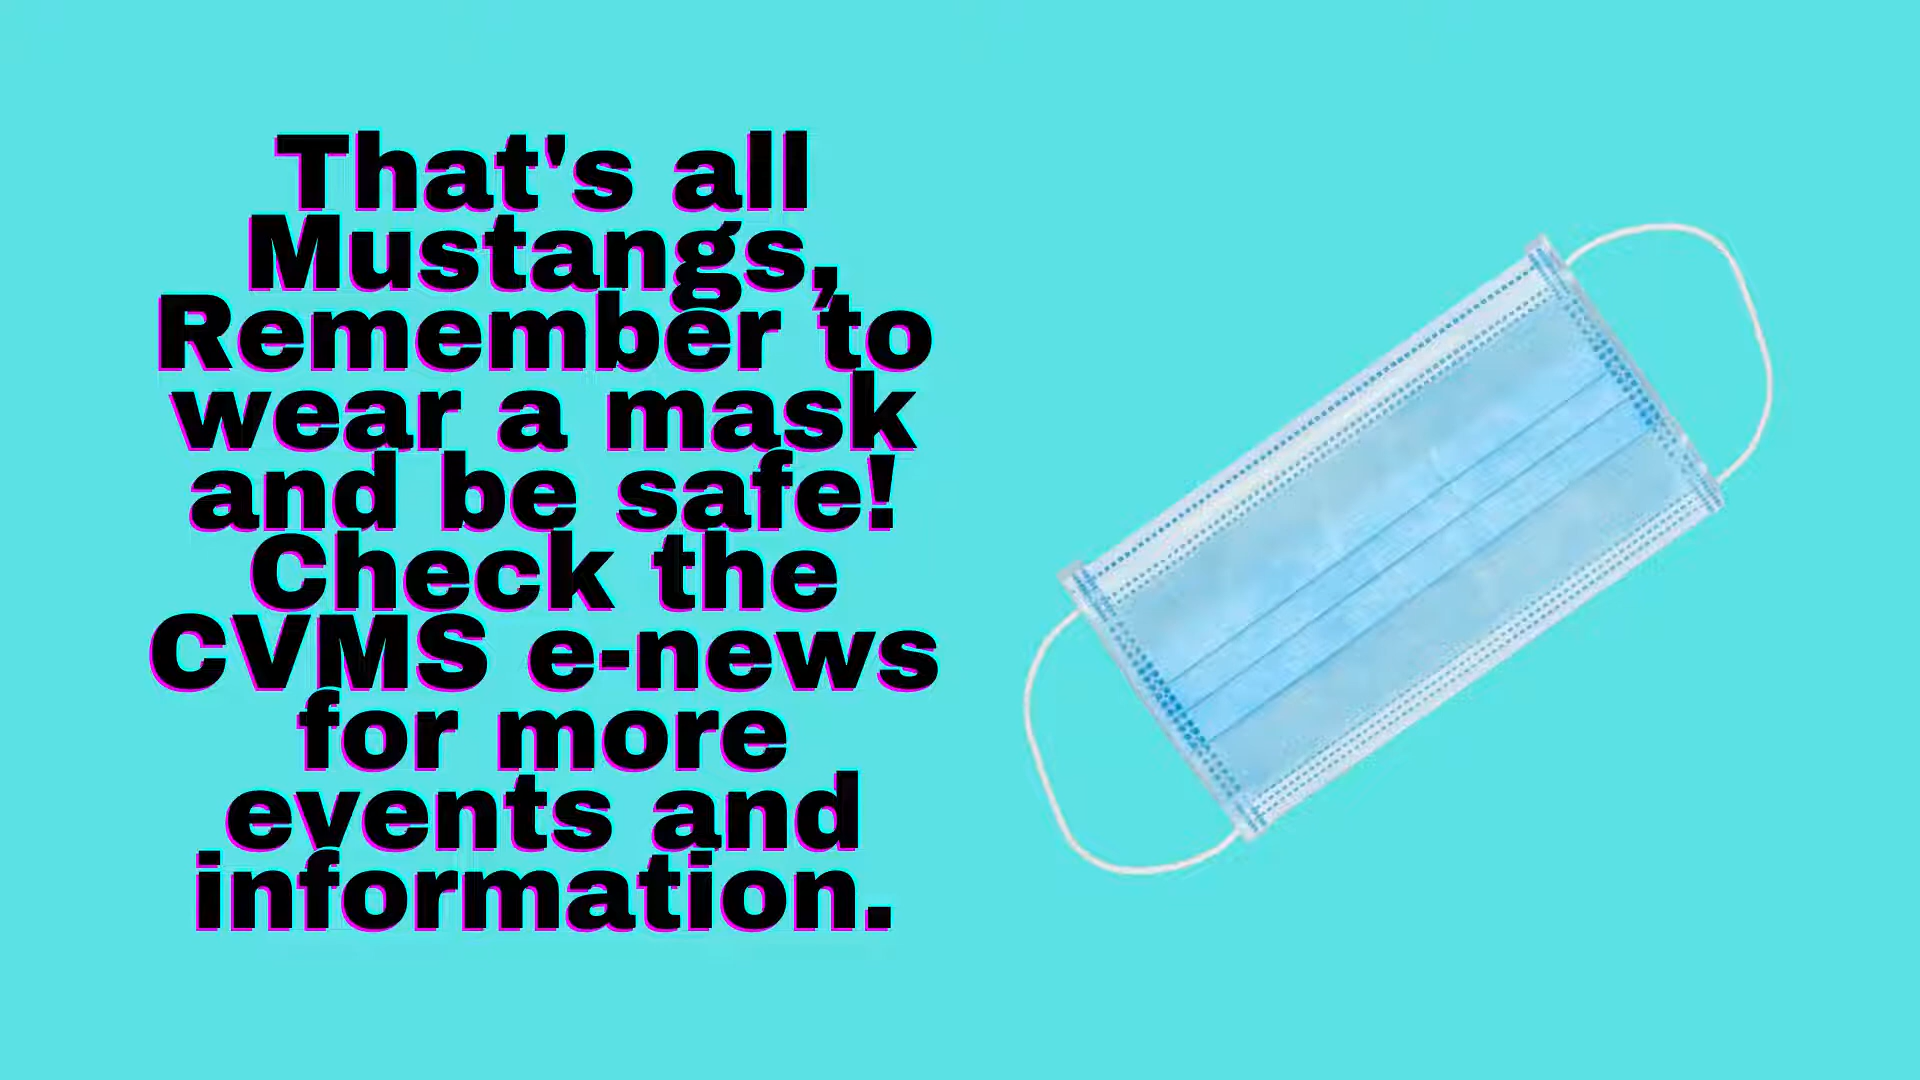 That's all
Mustangs,
Remember to
wear a mask
and be safe!
Check the
CVMS e-news
for more
events and
information.